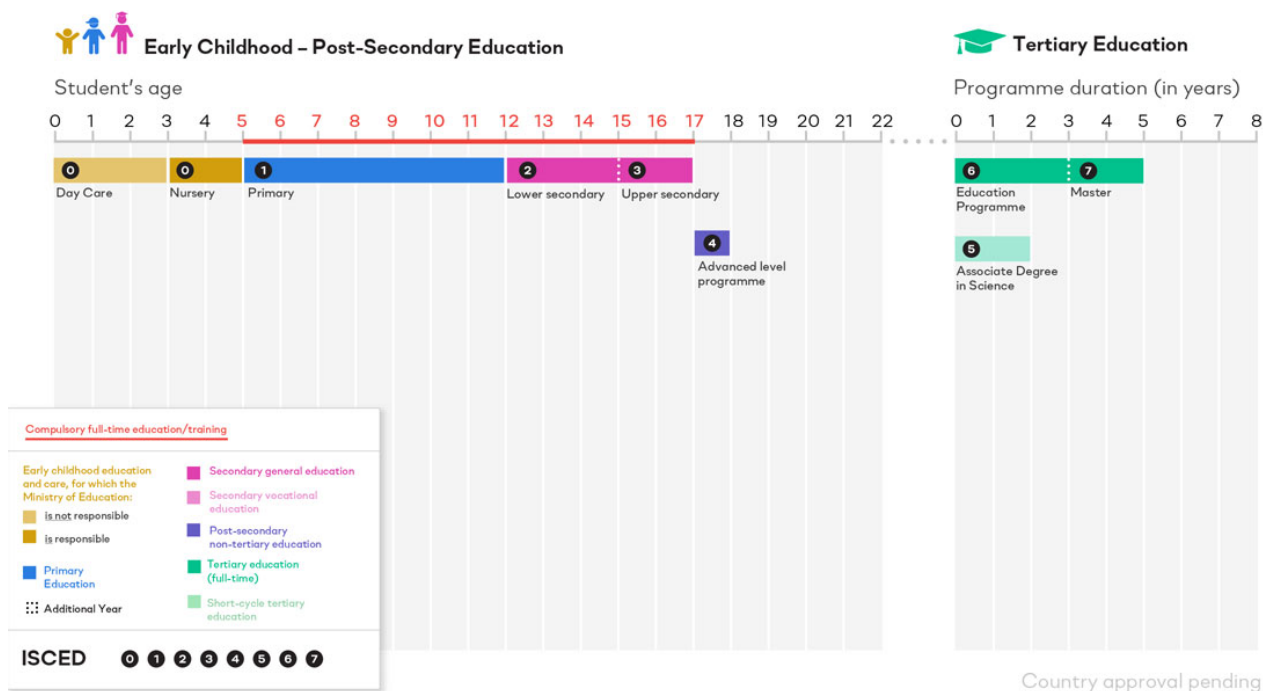 Early Childhood – Post-Secondary Education
Student's age
0 1 2 3 4 5 6 7 8 9 10 11 12 13 14 15 16 17 18 19 20 21 22
0 Day Care
0 Nursery
1 Primary
2 Lower secondary
3 Upper secondary
4 Advanced level
programme
Tertiary Education
Programme duration (in years)
0 1 2 3 4 5 6 7 8
6 Education
Programme
7 Master
5 Associate Degree
in Science
Compulsory full-time education/training
Early childhood education
and care, for which the
Ministry of Education:
is not responsible
is responsible
Primary
Education
Additional Year
Secondary general education
Secondary vocational
education
Post-secondary
non-tertiary education
Tertiary education
(full-time)
Short-cycle tertiary
education
ISCED 0 1 2 3 4 5 6 7
Country approval pending